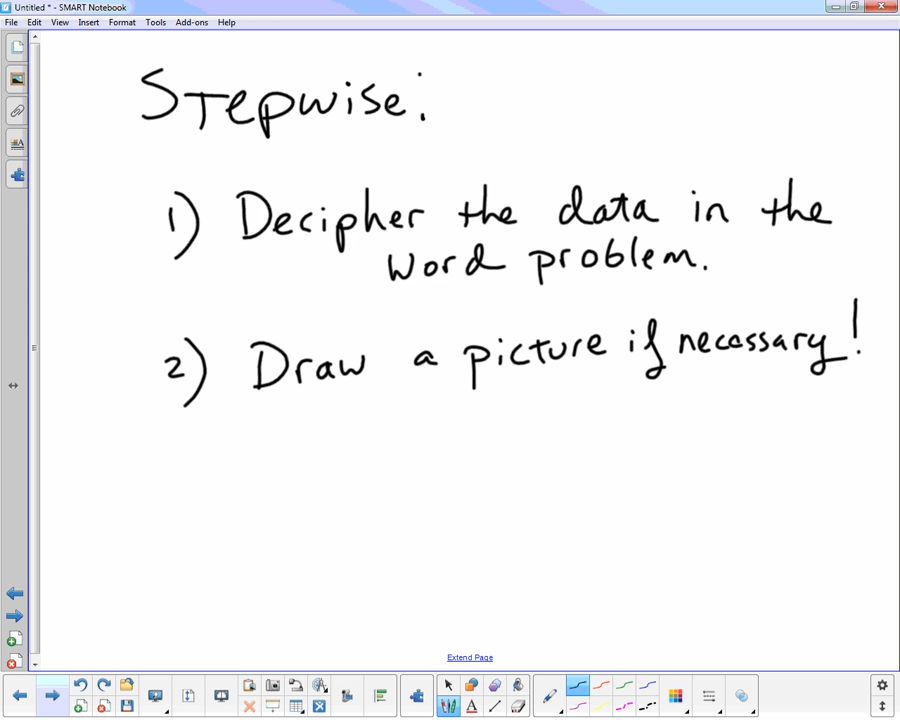 Untitled * - SMART Notebook
File Edit View Insert Format Tools Add-ons Help
Stepwise:
1) Decipher the data in the
word problem.
2) Draw a picture if necessary!
Extend Page